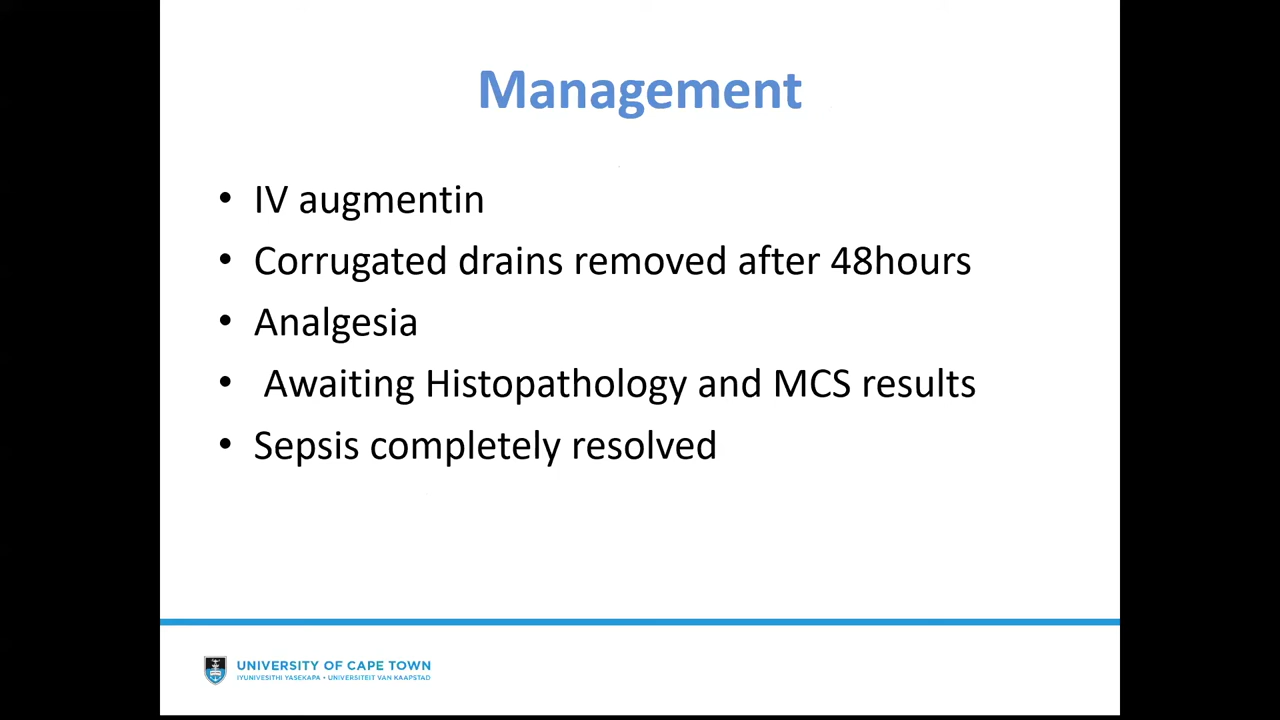 Management
• IV augmentin
• Corrugated drains removed after 48hours
• Analgesia
• Awaiting Histopathology and MCS results
• Sepsis completely resolved
UNIVERSITY OF CAPE TOWN
IYUNIVESITHI YASEKAPA • UNIVERSITEIT VAN KAAPSTAD